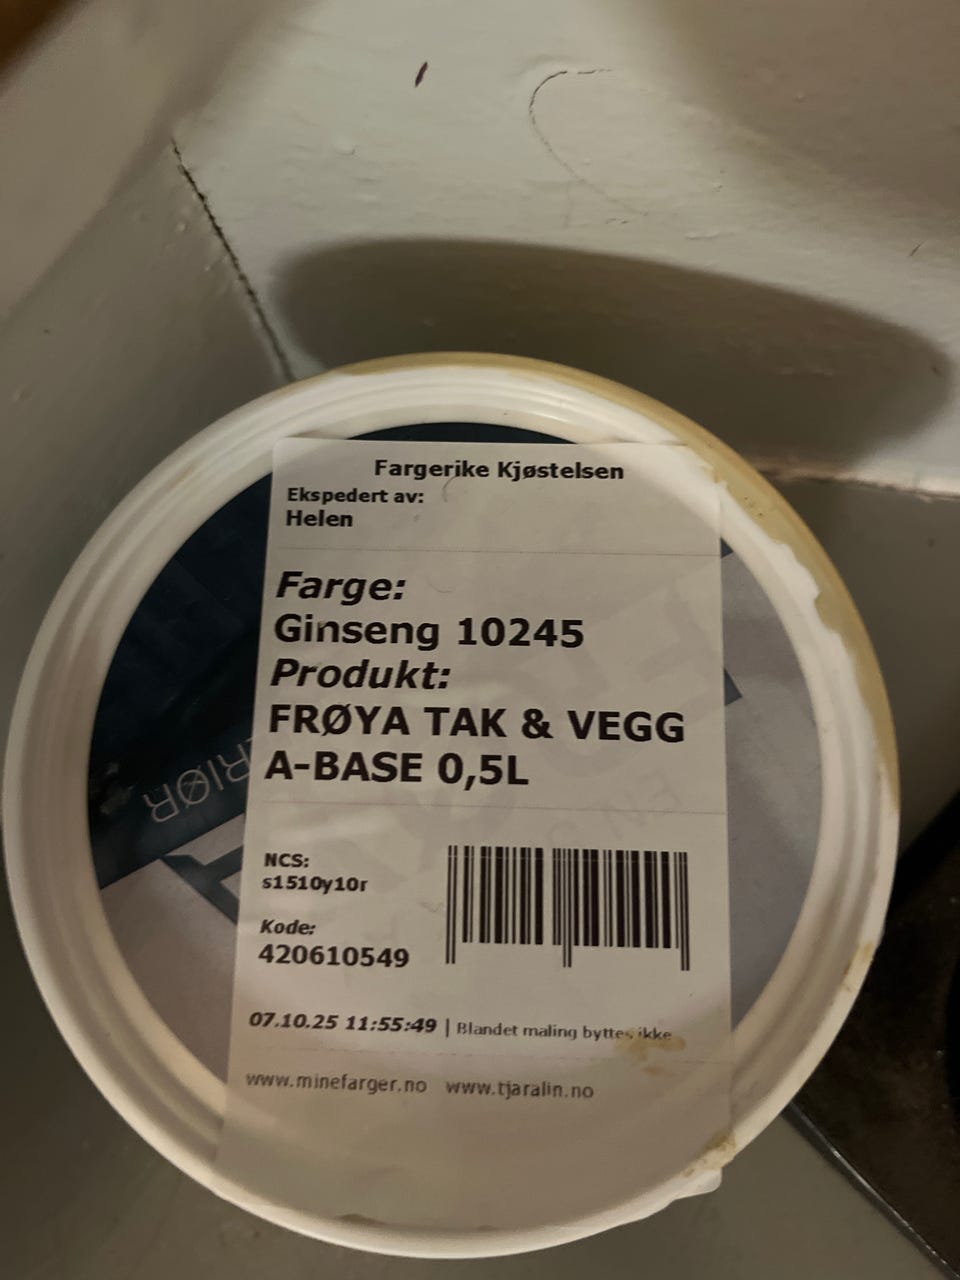 Fargerike Kjøstelsen
Ekspedert av:
Helen
Farge:
Ginseng 10245
Produkt:
FRØYA TAK & VEGG
A-BASE 0,5L
NCS:
s1510y10r
Kode:
420610549
07.10.25 11:55:49 | Blandet maling byttes ikke
www.minefarger.no www.tjaralin.no